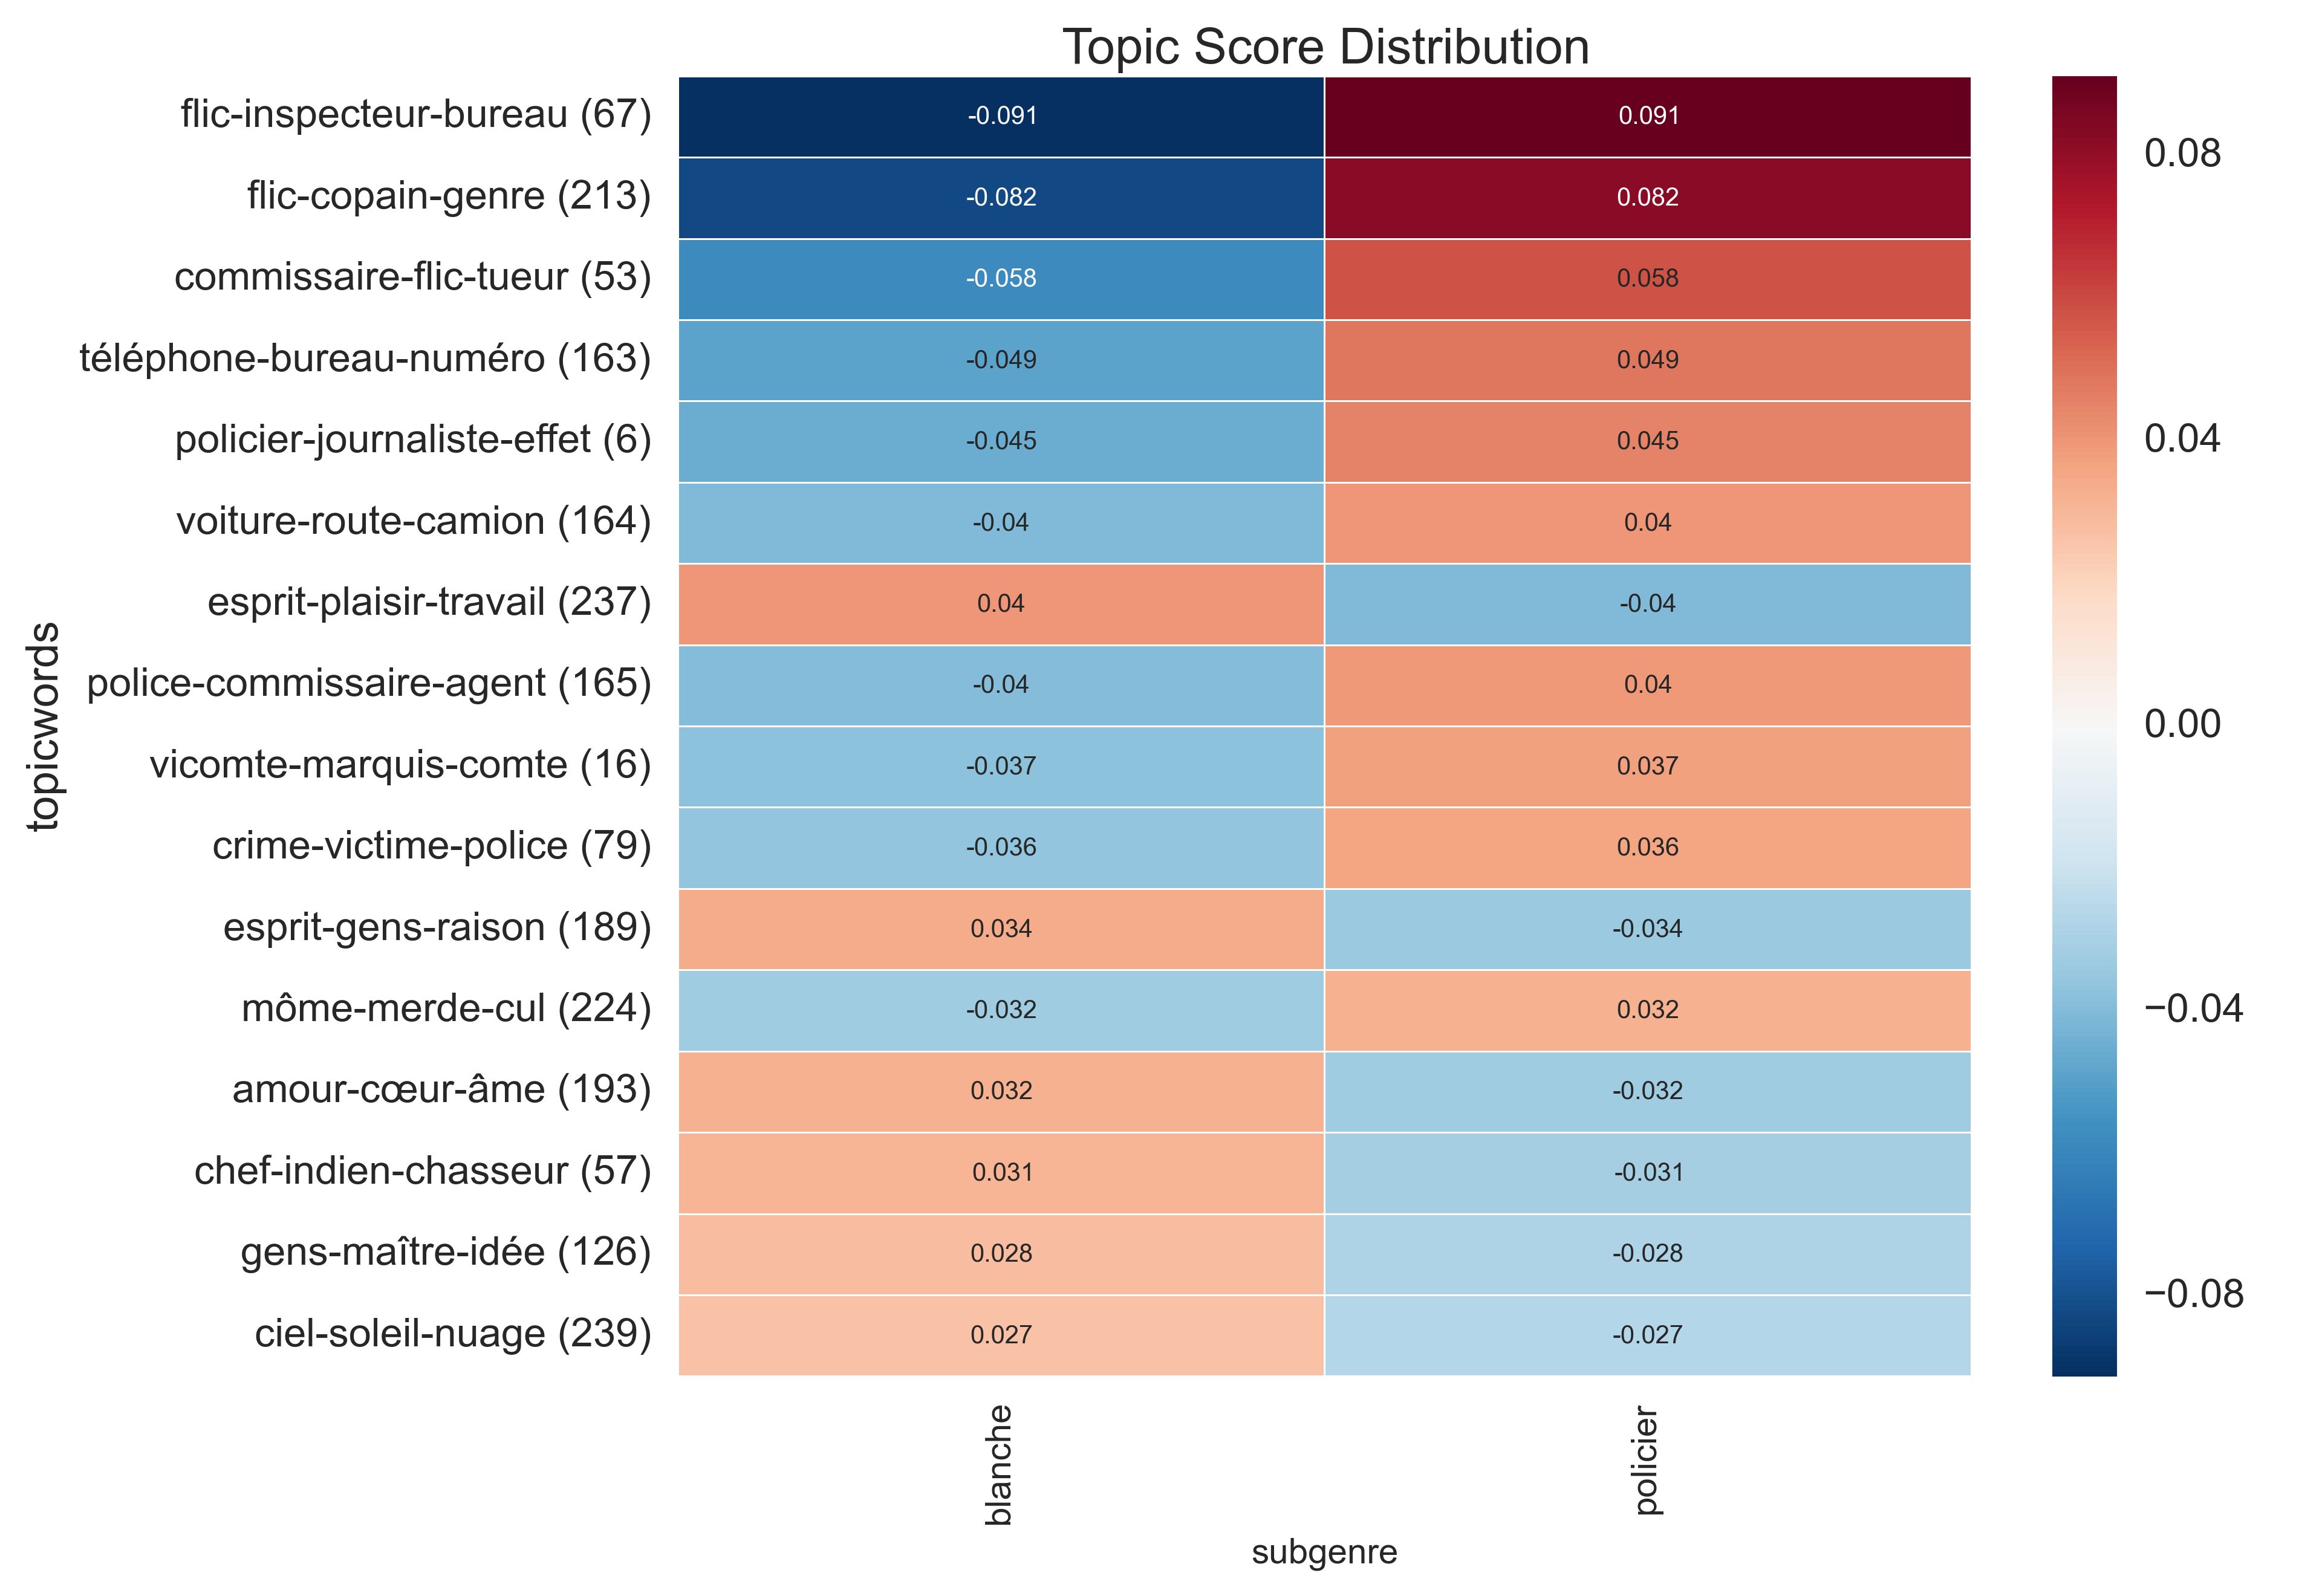 Topic Score Distribution
flic-inspecteur-bureau (67) -0.091 0.091
flic-copain-genre (213) -0.082 0.082
commissaire-flic-tueur (53) -0.058 0.058
téléphone-bureau-numéro (163) -0.049 0.049
policier-journaliste-effet (6) -0.045 0.045
voiture-route-camion (164) -0.04 0.04
esprit-plaisir-travail (237) 0.04 -0.04
police-commissaire-agent (165) -0.04 0.04
vicomte-marquis-comte (16) -0.037 0.037
crime-victime-police (79) -0.036 0.036
esprit-gens-raison (189) 0.034 -0.034
môme-merde-cul (224) -0.032 0.032
amour-cœur-âme (193) 0.032 -0.032
chef-indien-chasseur (57) 0.031 -0.031
gens-maître-idée (126) 0.028 -0.028
ciel-soleil-nuage (239) 0.027 -0.027
topicwords
blanche
policier
subgenre
0.08
0.04
0.00
−0.04
−0.08